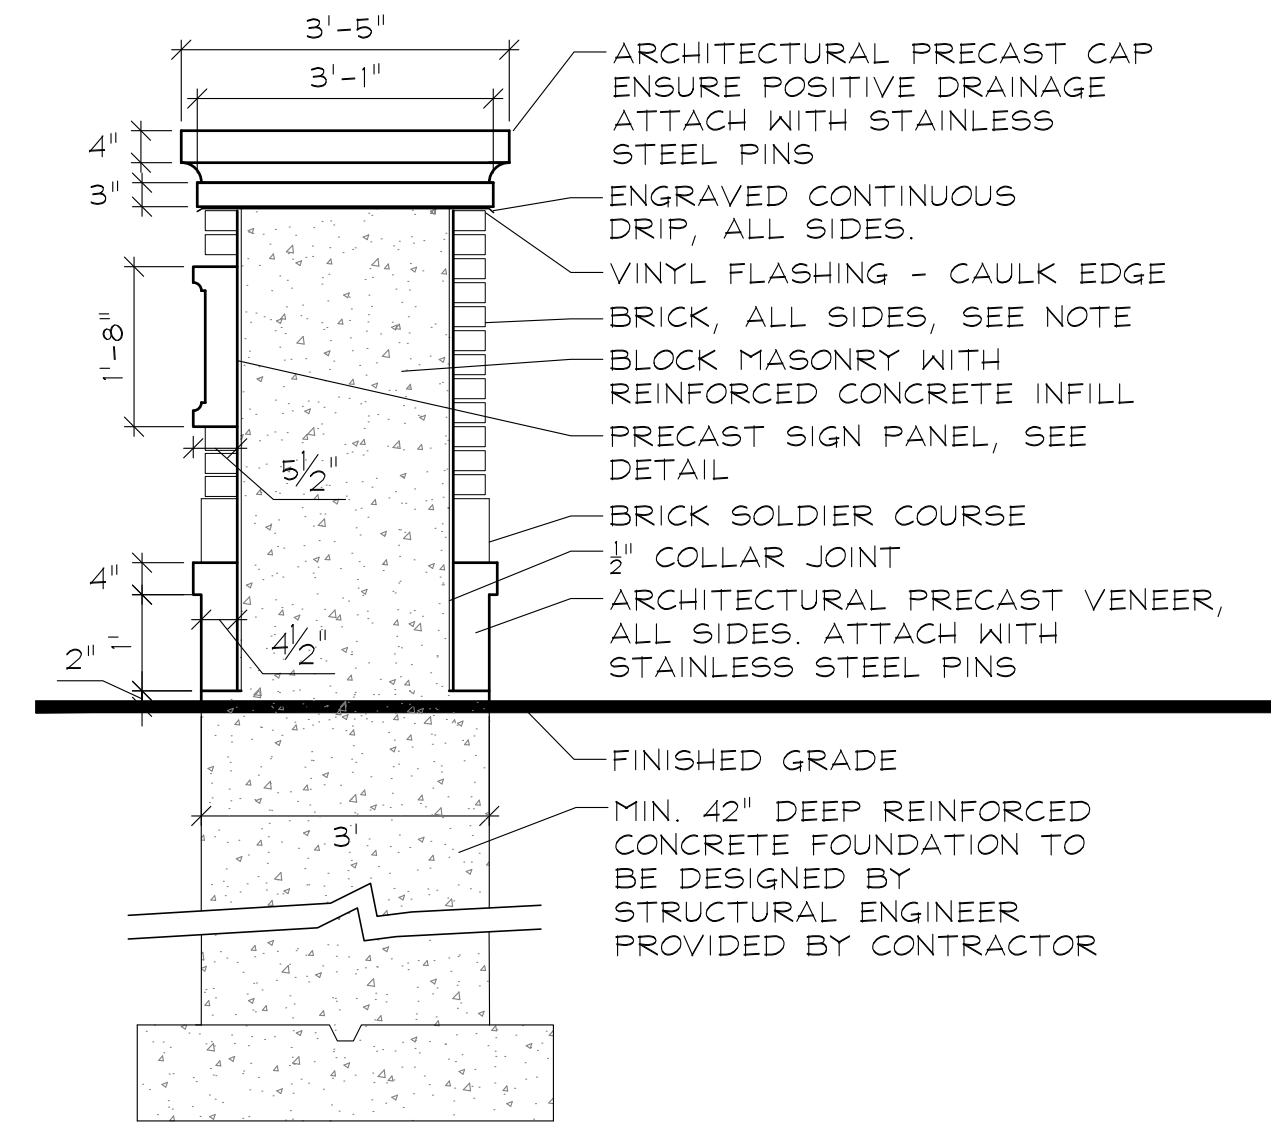 3'-5"
3'-1"
4"
3"
1'-8"
5½"
4"
1'
4½"
2"
3'
ARCHITECTURAL PRECAST CAP
ENSURE POSITIVE DRAINAGE
ATTACH WITH STAINLESS
STEEL PINS
ENGRAVED CONTINUOUS
DRIP, ALL SIDES.
VINYL FLASHING - CAULK EDGE
BRICK, ALL SIDES, SEE NOTE
BLOCK MASONRY WITH
REINFORCED CONCRETE INFILL
PRECAST SIGN PANEL, SEE
DETAIL
BRICK SOLDIER COURSE
½" COLLAR JOINT
ARCHITECTURAL PRECAST VENEER,
ALL SIDES. ATTACH WITH
STAINLESS STEEL PINS
FINISHED GRADE
MIN. 42" DEEP REINFORCED
CONCRETE FOUNDATION TO
BE DESIGNED BY
STRUCTURAL ENGINEER
PROVIDED BY CONTRACTOR